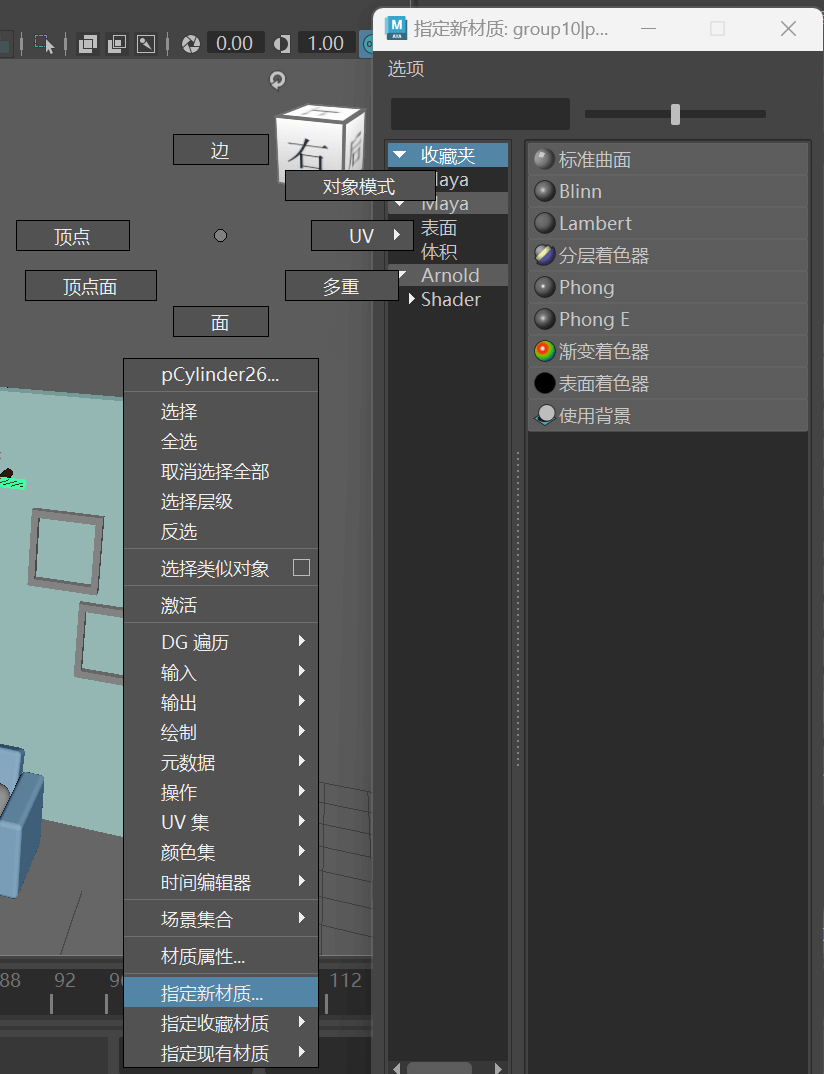 0.00
1.00
指定新材质: group10|p...
选项
右
后
边
对象模式
顶点
UV
顶点面
多重
面
收藏夹
Maya
表面
体积
Arnold
Shader
标准曲面
Blinn
Lambert
分层着色器
Phong
Phong E
渐变着色器
表面着色器
使用背景
pCylinder26...
选择
全选
取消选择全部
选择层级
反选
选择类似对象
激活
DG 遍历
输入
输出
绘制
元数据
操作
UV 集
颜色集
时间编辑器
场景集合
材质属性...
指定新材质...
指定收藏材质
指定现有材质
88
92
112